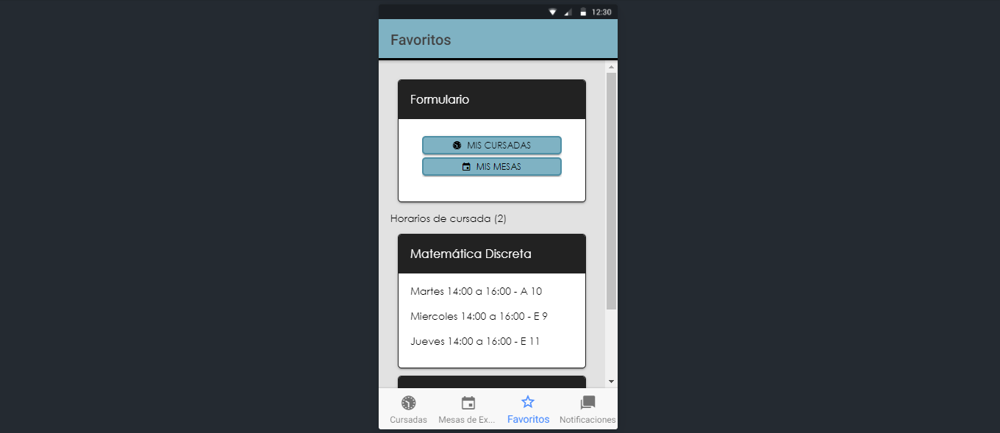 12:30
Favoritos
Formulario
MIS CURSADAS
MIS MESAS
Horarios de cursada (2)
Matemática Discreta
Martes 14:00 a 16:00 - A 10
Miercoles 14:00 a 16:00 - E 9
Jueves 14:00 a 16:00 - E 11
Cursadas
Mesas de Ex...
Favoritos
Notificaciones